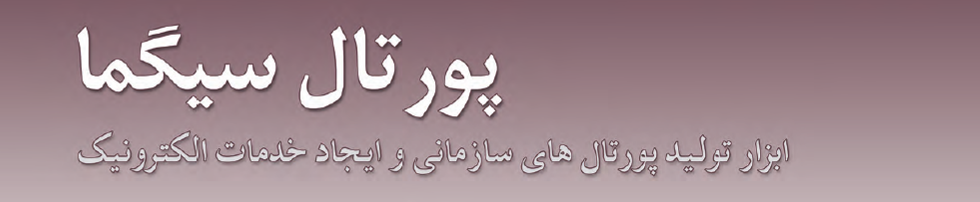 پورتال سیگما
ابزار تولید پورتال های سازمانی و ایجاد خدمات الکترونیک